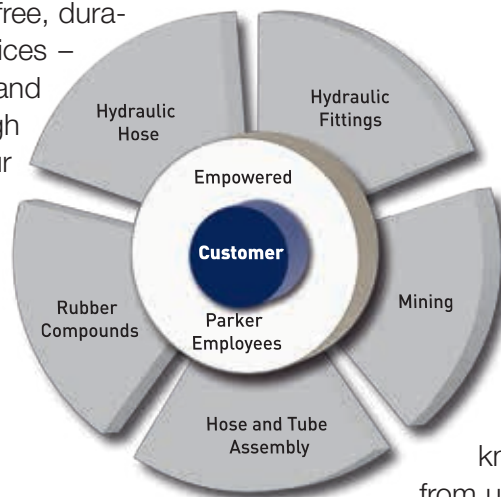 free, dura-
ices –
and
gh
ur
Hydraulic
Hose
Hydraulic
Fittings
Empowered
Customer
Parker
Employees
Rubber
Compounds
Mining
Hose and Tube
Assembly
kn
from u